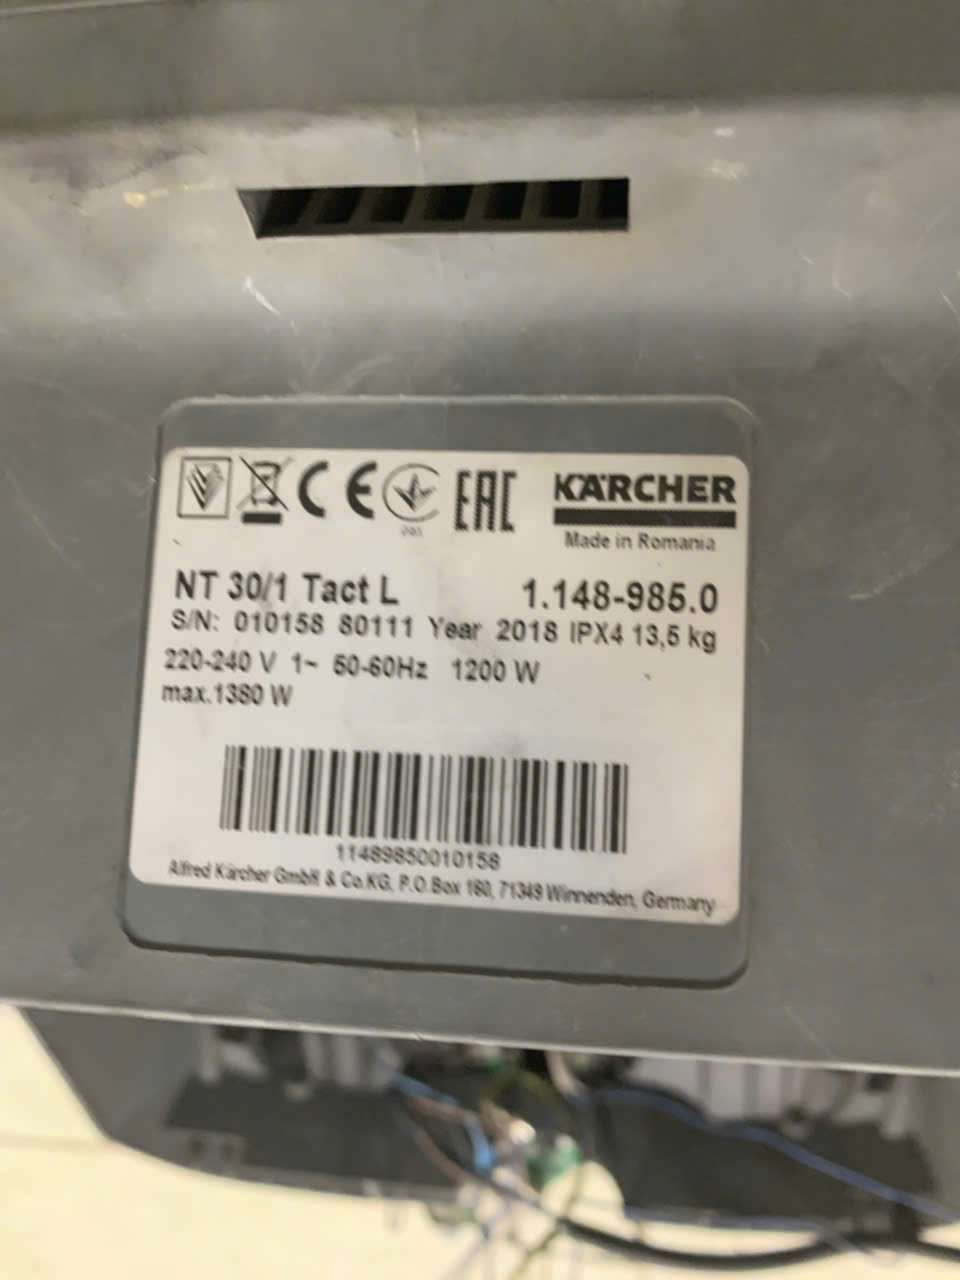 CE
EAC
KÄRCHER
Made in Romania
NT 30/1 Tact L 1.148-985.0
S/N: 010158 80111 Year 2018 IPX4 13,5 kg
220-240 V 1~ 50-60Hz 1200 W
max.1380 W
11489850010158
Alfred Kärcher GmbH & Co.KG, P.O.Box 160, 71349 Winnenden, Germany